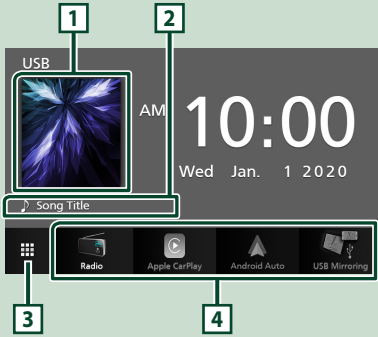 1 2
USB
AM 10:00
Wed Jan. 1 2020
Song Title
Radio Apple CarPlay Android Auto USB Mirroring
3 4